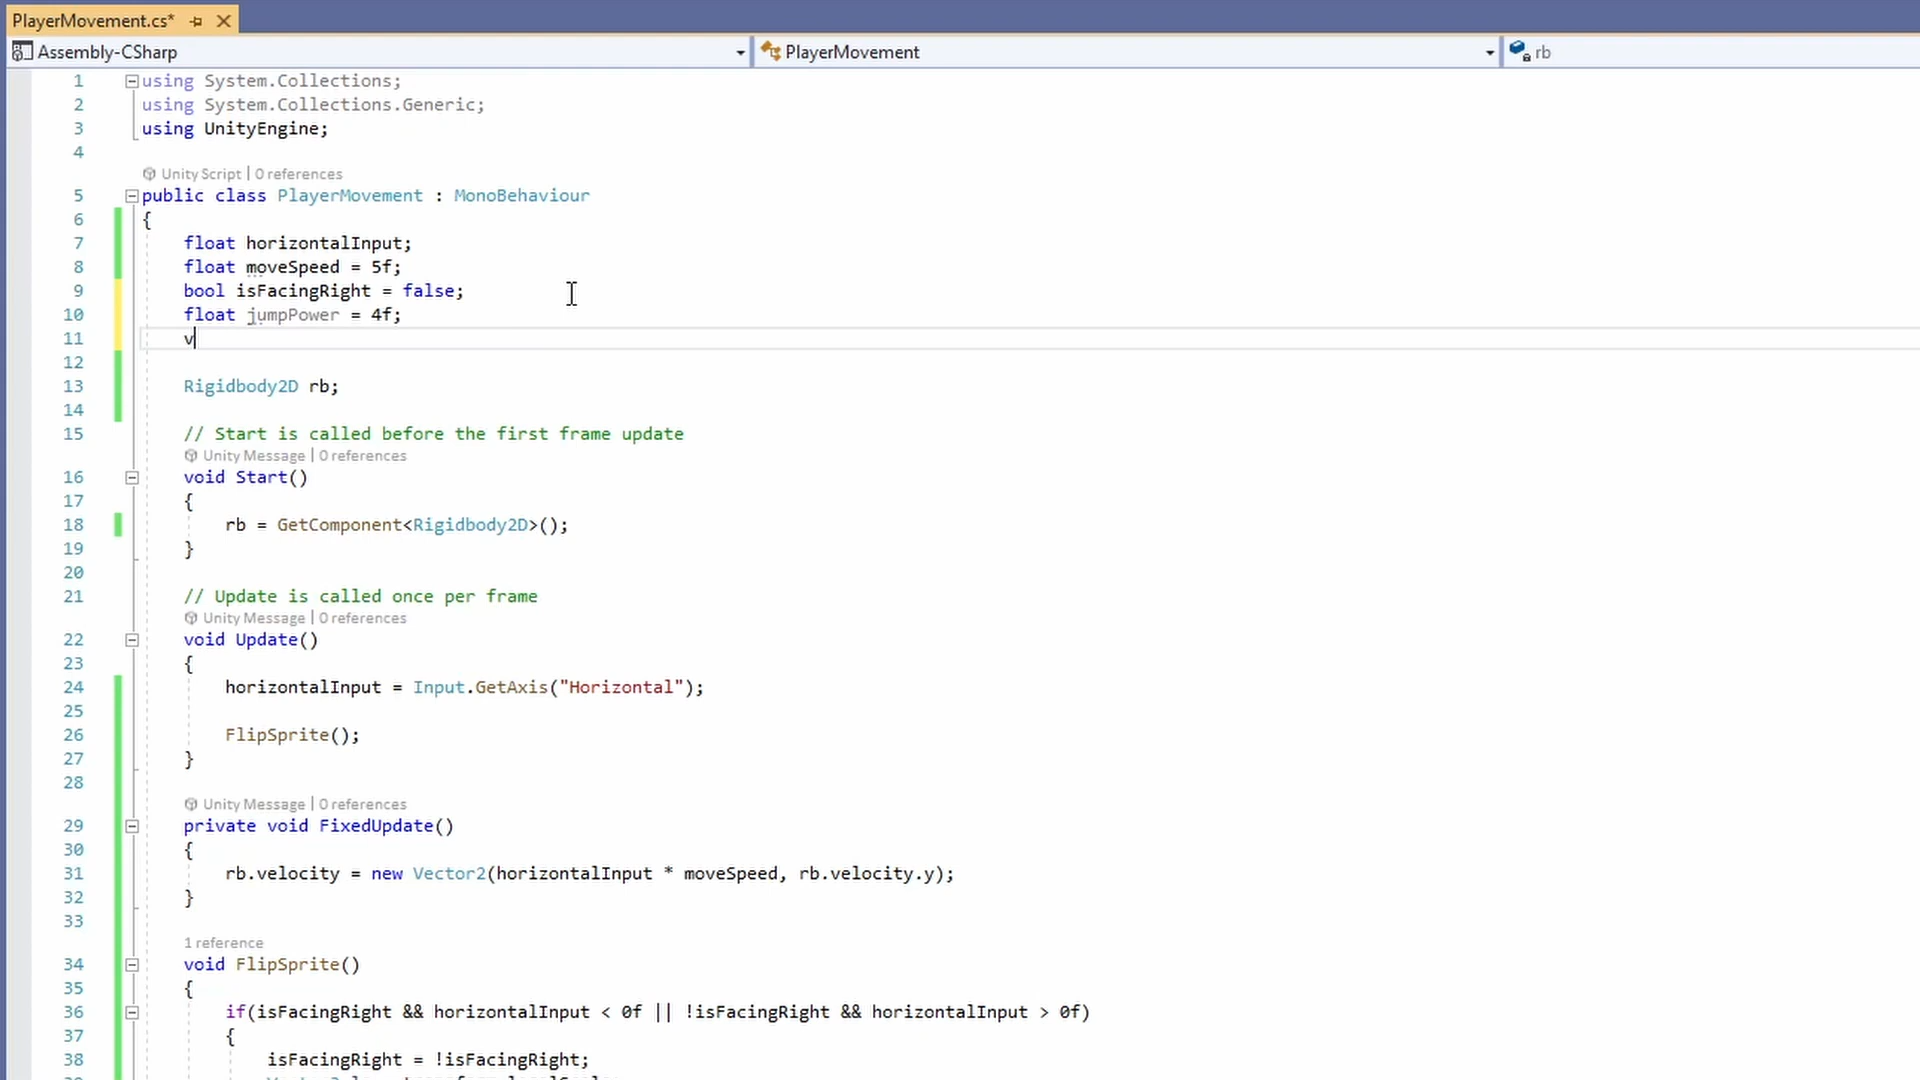 PlayerMovement.cs*
Assembly-CSharp PlayerMovement rb
1 using System.Collections;
2 using System.Collections.Generic;
3 using UnityEngine;
4
Unity Script | 0 references
5 public class PlayerMovement : MonoBehaviour
6 {
7 float horizontalInput;
8 float moveSpeed = 5f;
9 bool isFacingRight = false;
10 float jumpPower = 4f;
11 v
12
13 Rigidbody2D rb;
14
15 // Start is called before the first frame update
Unity Message | 0 references
16 void Start()
17 {
18 rb = GetComponent<Rigidbody2D>();
19 }
20
21 // Update is called once per frame
Unity Message | 0 references
22 void Update()
23 {
24 horizontalInput = Input.GetAxis("Horizontal");
25
26 FlipSprite();
27 }
28
Unity Message | 0 references
29 private void FixedUpdate()
30 {
31 rb.velocity = new Vector2(horizontalInput * moveSpeed, rb.velocity.y);
32 }
33
1 reference
34 void FlipSprite()
35 {
36 if(isFacingRight && horizontalInput < 0f || !isFacingRight && horizontalInput > 0f)
37 {
38 isFacingRight = !isFacingRight;